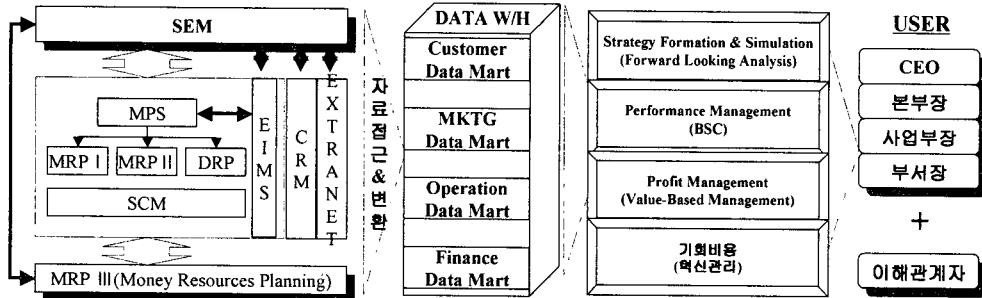 SEM
MPS
MRP Ⅰ
MRP Ⅱ
DRP
SCM
EIMS
CRM
EXTRANET
MRP Ⅲ(Money Resources Planning)
자료접근&변환
DATA W/H
Customer
Data Mart
MKTG
Data Mart
Operation
Data Mart
Finance
Data Mart
Strategy Formation & Simulation
(Forward Looking Analysis)
Performance Management
(BSC)
Profit Management
(Value-Based Management)
기회비용
(혁신관리)
USER
CEO
본부장
사업부장
부서장
+
이해관계자